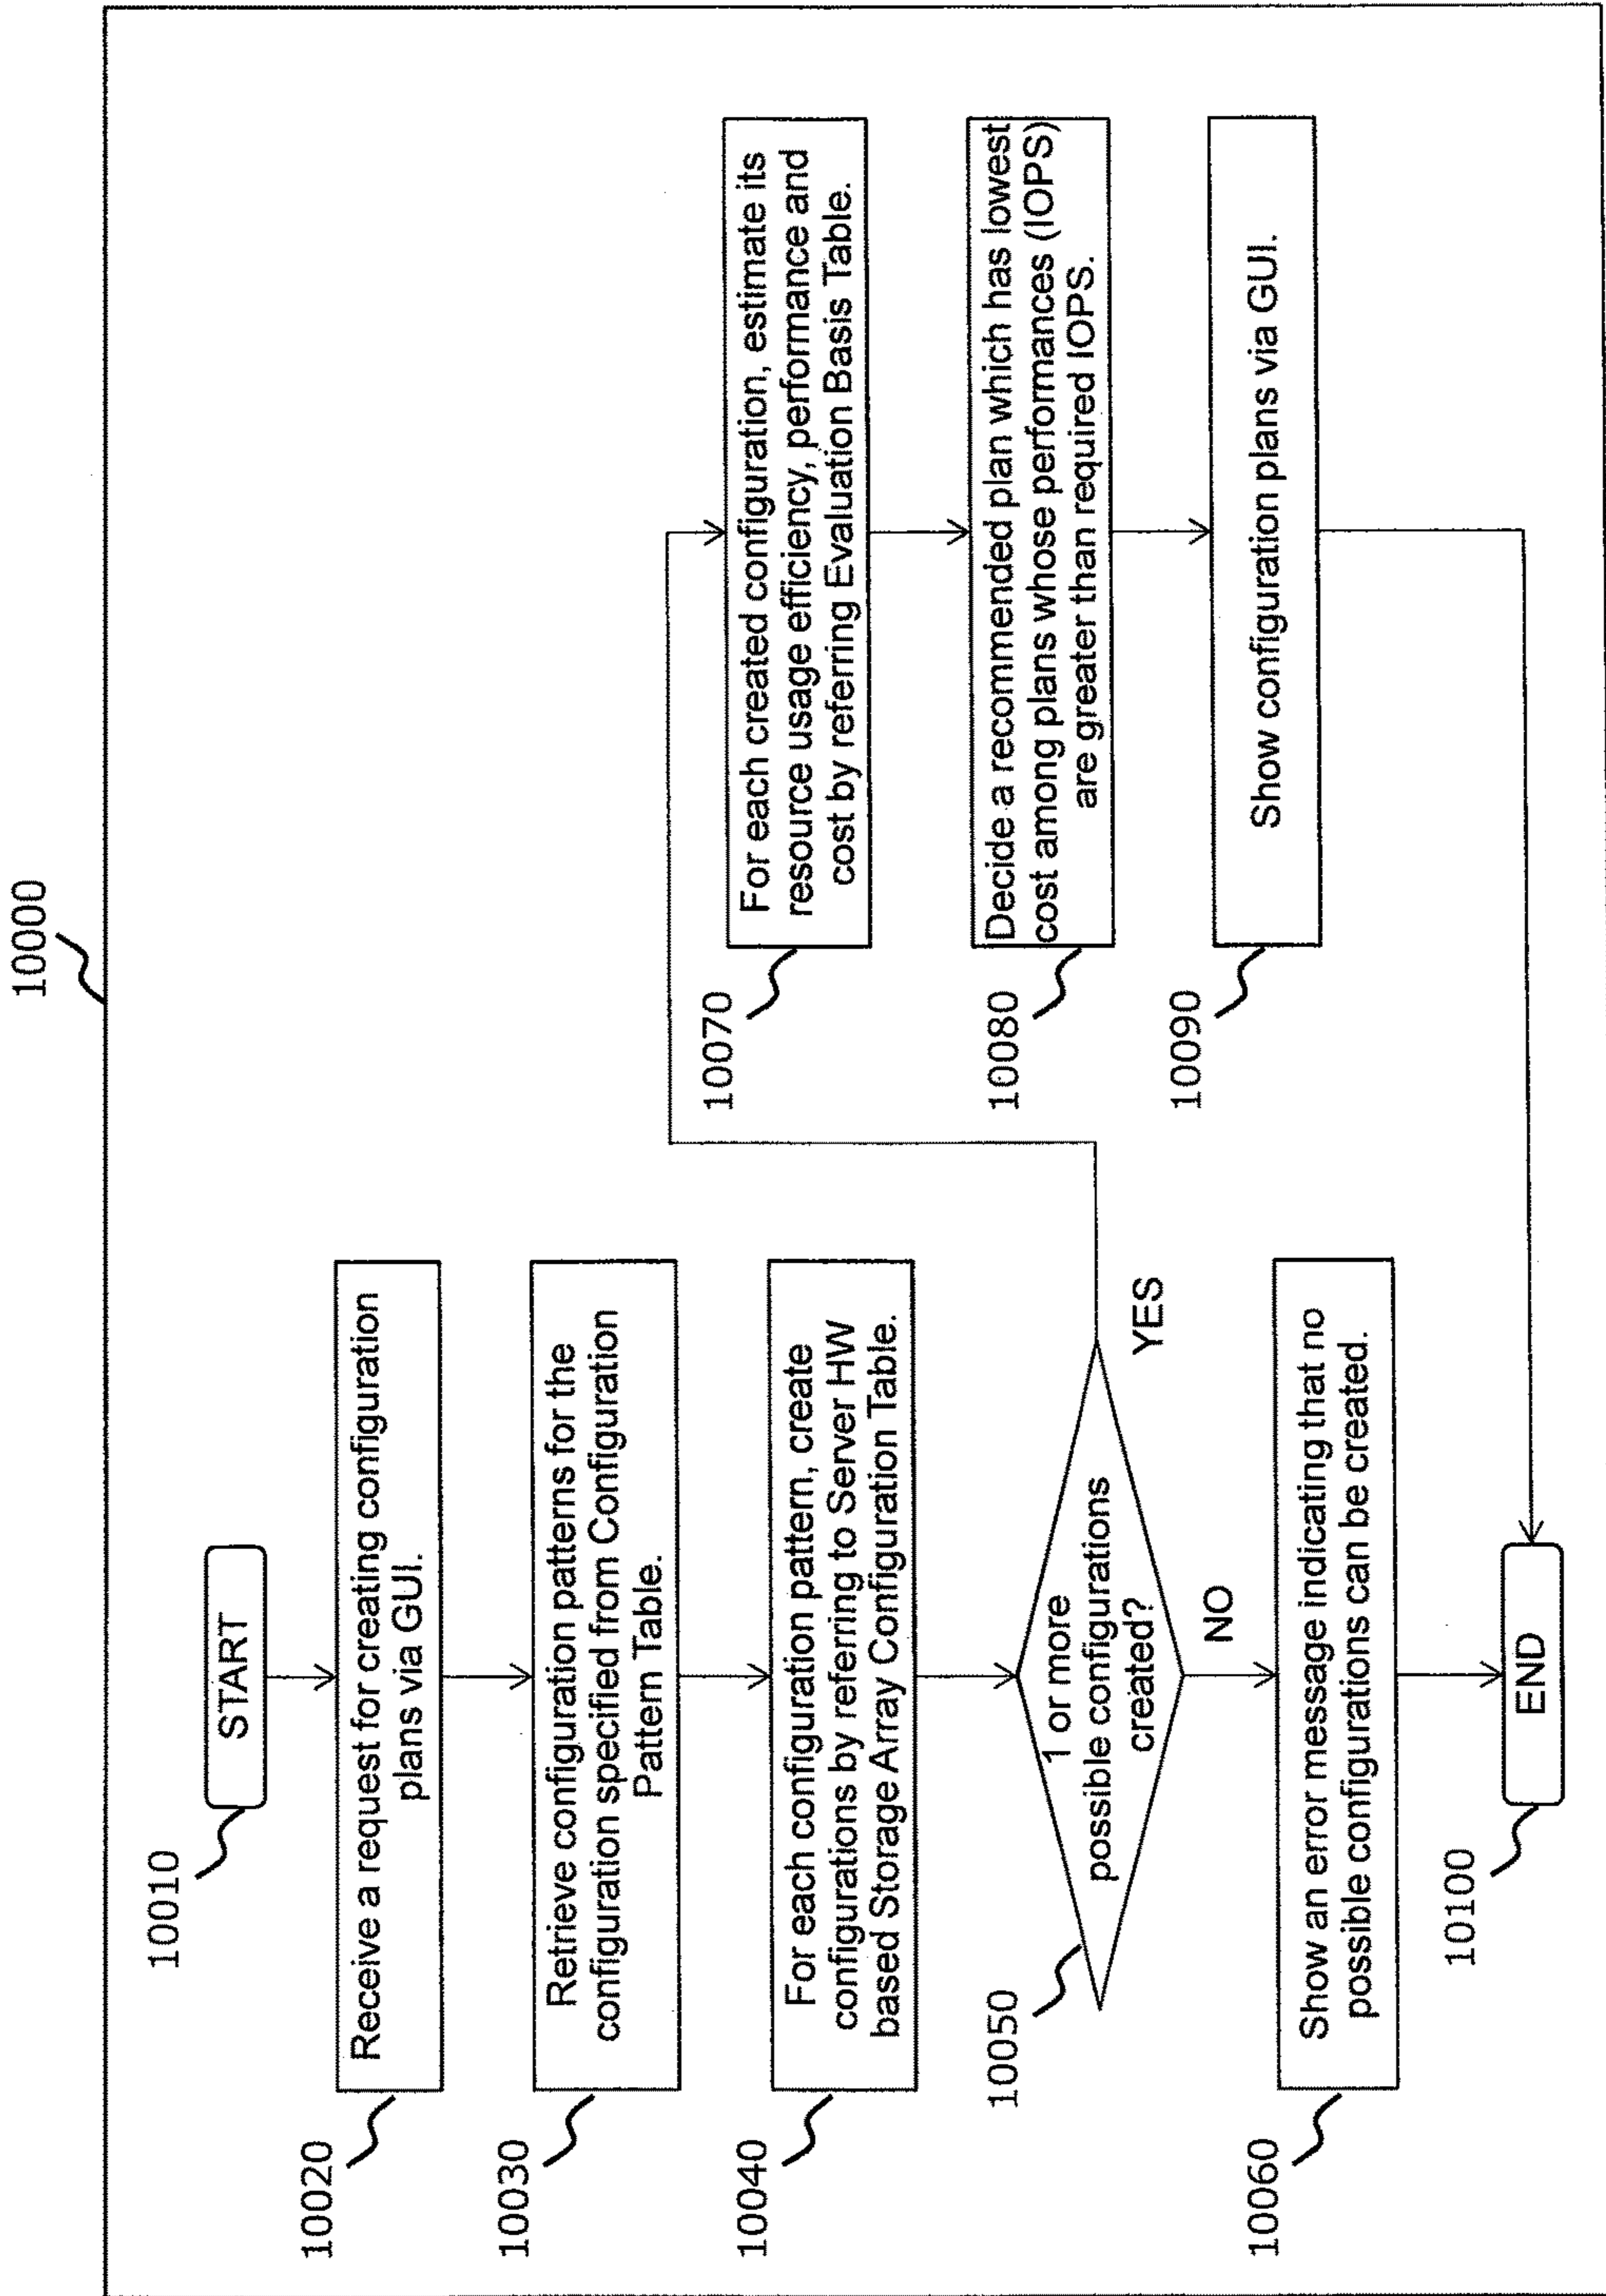 10000
10010
START
10020
Receive a request for creating configuration
plans via GUI.
10030
Retrieve configuration patterns for the
configuration specified from Configuration
Pattern Table.
10040
For each configuration pattern, create
configurations by referring to Server HW
based Storage Array Configuration Table.
10050
1 or more
possible configurations
created?
YES
NO
10060
Show an error message indicating that no
possible configurations can be created.
10070
For each created configuration, estimate its
resource usage efficiency, performance and
cost by referring Evaluation Basis Table.
10080
Decide a recommended plan which has lowest
cost among plans whose performances (IOPS)
are greater than required IOPS.
10090
Show configuration plans via GUI.
10100
END